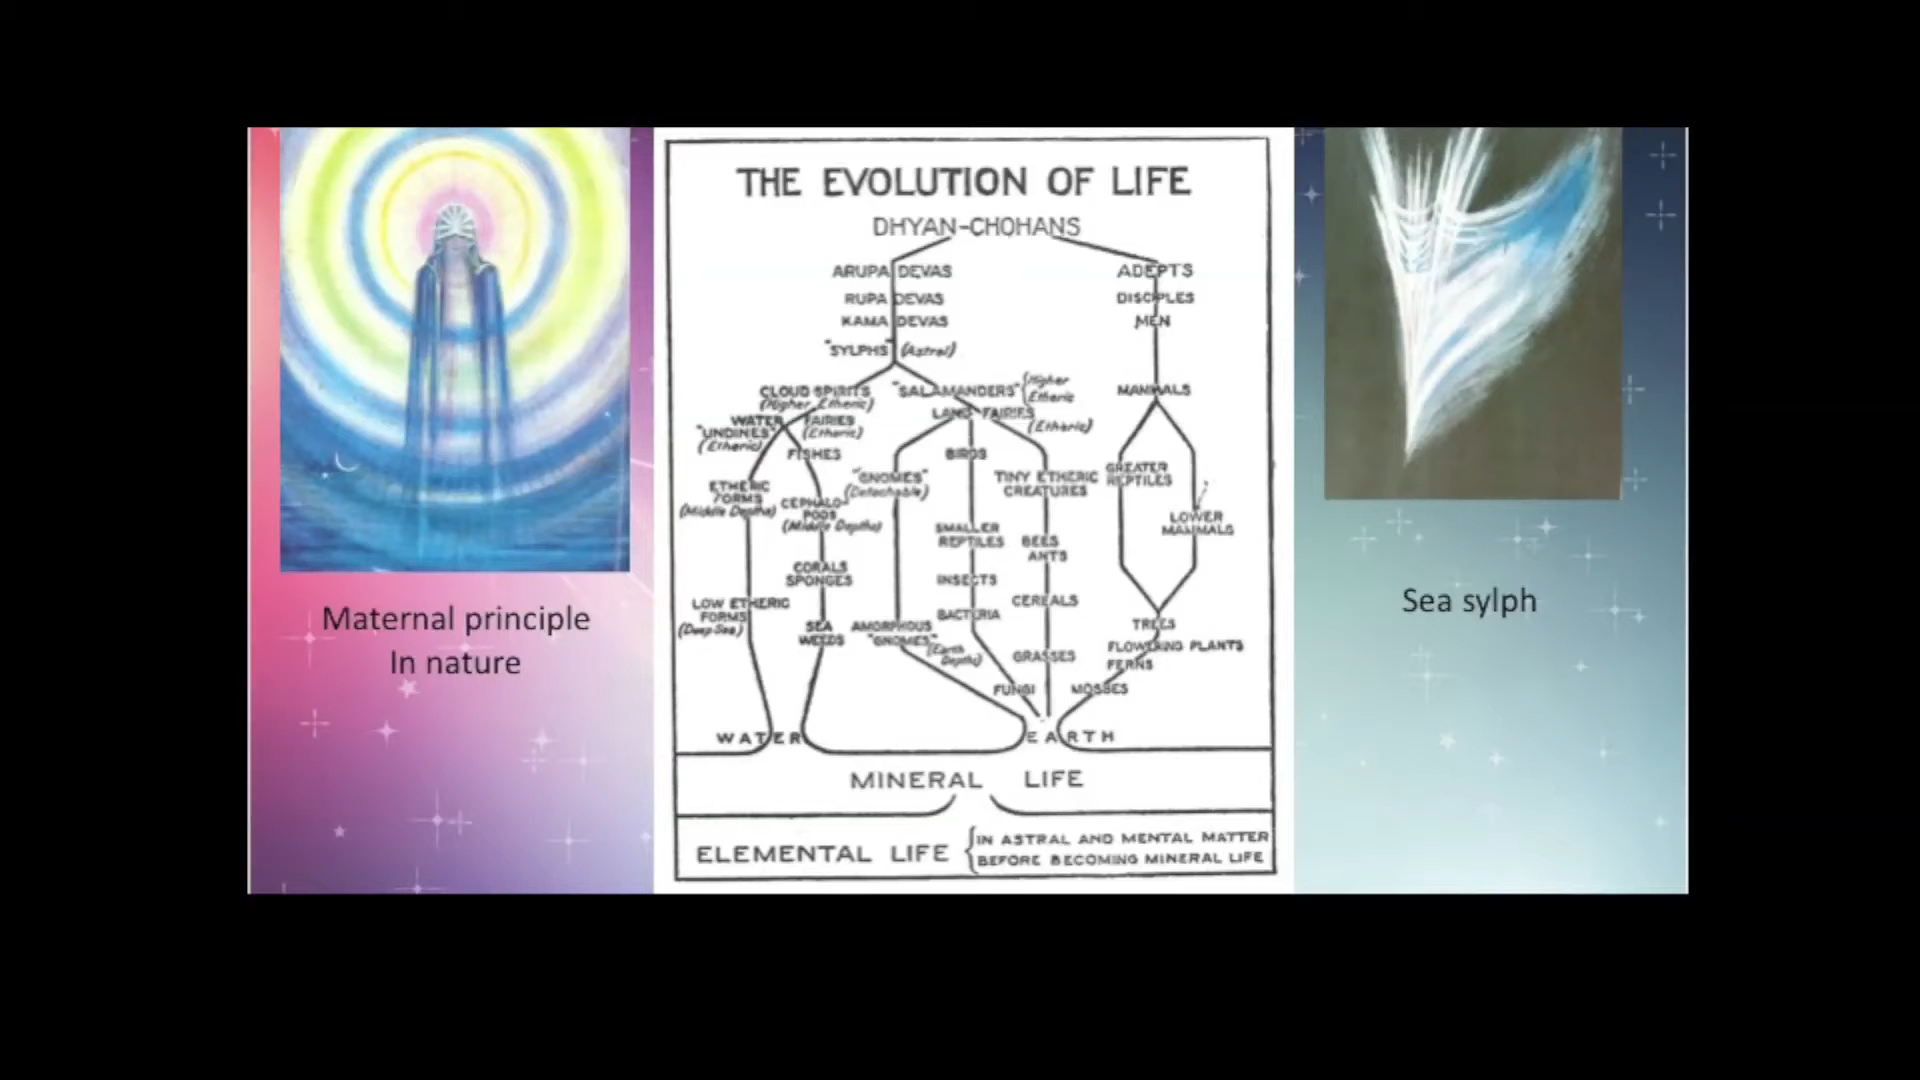 THE EVOLUTION OF LIFE
DHYAN-CHOHANS
ARUPA DEVAS
RUPA DEVAS
KAMA DEVAS
"SYLPHS" (Astral)
ADEPTS
DISCIPLES
MEN
CLOUD SPIRITS
(Higher Etheric)
"SALAMANDERS" {Higher
Etheric
MAMMALS
WATER FAIRIES
"UNDINES" (Etheric)
(Etheric)
LAND FAIRIES
(Etheric)
FISHES
BIRDS
"GNOMES"
(Detachable)
TINY ETHERIC
CREATURES
GREATER
REPTILES
ETHERIC
FORMS
(Middle Depths)
CEPHALO-
PODS
(Middle Depths)
SMALLER
REPTILES
BEES
ANTS
LOWER
MAMMALS
CORALS
SPONGES
INSECTS
LOW ETHERIC
FORMS
(Deep Sea)
CEREALS
BACTERIA
SEA
WEEDS
AMORPHOUS
"GNOMES"
(Earth
Depths)
TREES
GRASSES
FLOWERING PLANTS
FERNS
FUNGI
MOSSES
WATER
EARTH
MINERAL LIFE
ELEMENTAL LIFE {IN ASTRAL AND MENTAL MATTER
BEFORE BECOMING MINERAL LIFE
Maternal principle
In nature
Sea sylph